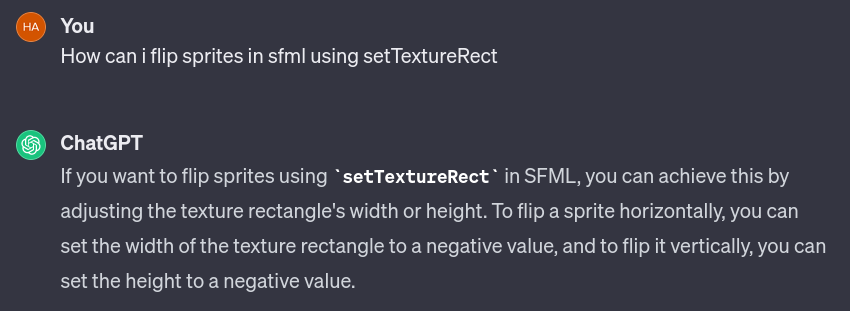 HA
You
How can i flip sprites in sfml using setTextureRect
ChatGPT
If you want to flip sprites using `setTextureRect` in SFML, you can achieve this by
adjusting the texture rectangle's width or height. To flip a sprite horizontally, you can
set the width of the texture rectangle to a negative value, and to flip it vertically, you can
set the height to a negative value.